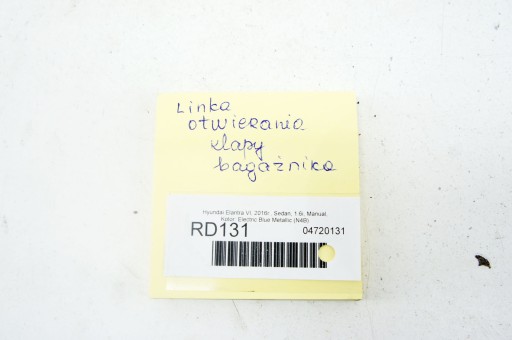 Linka
otwierania
klapy
bagażnika
Hyundai Elantra VI, 2016r., Sedan, 1.6i, Manual.
Kolor: Electric Blue Metallic (N4B)
RD131 04720131